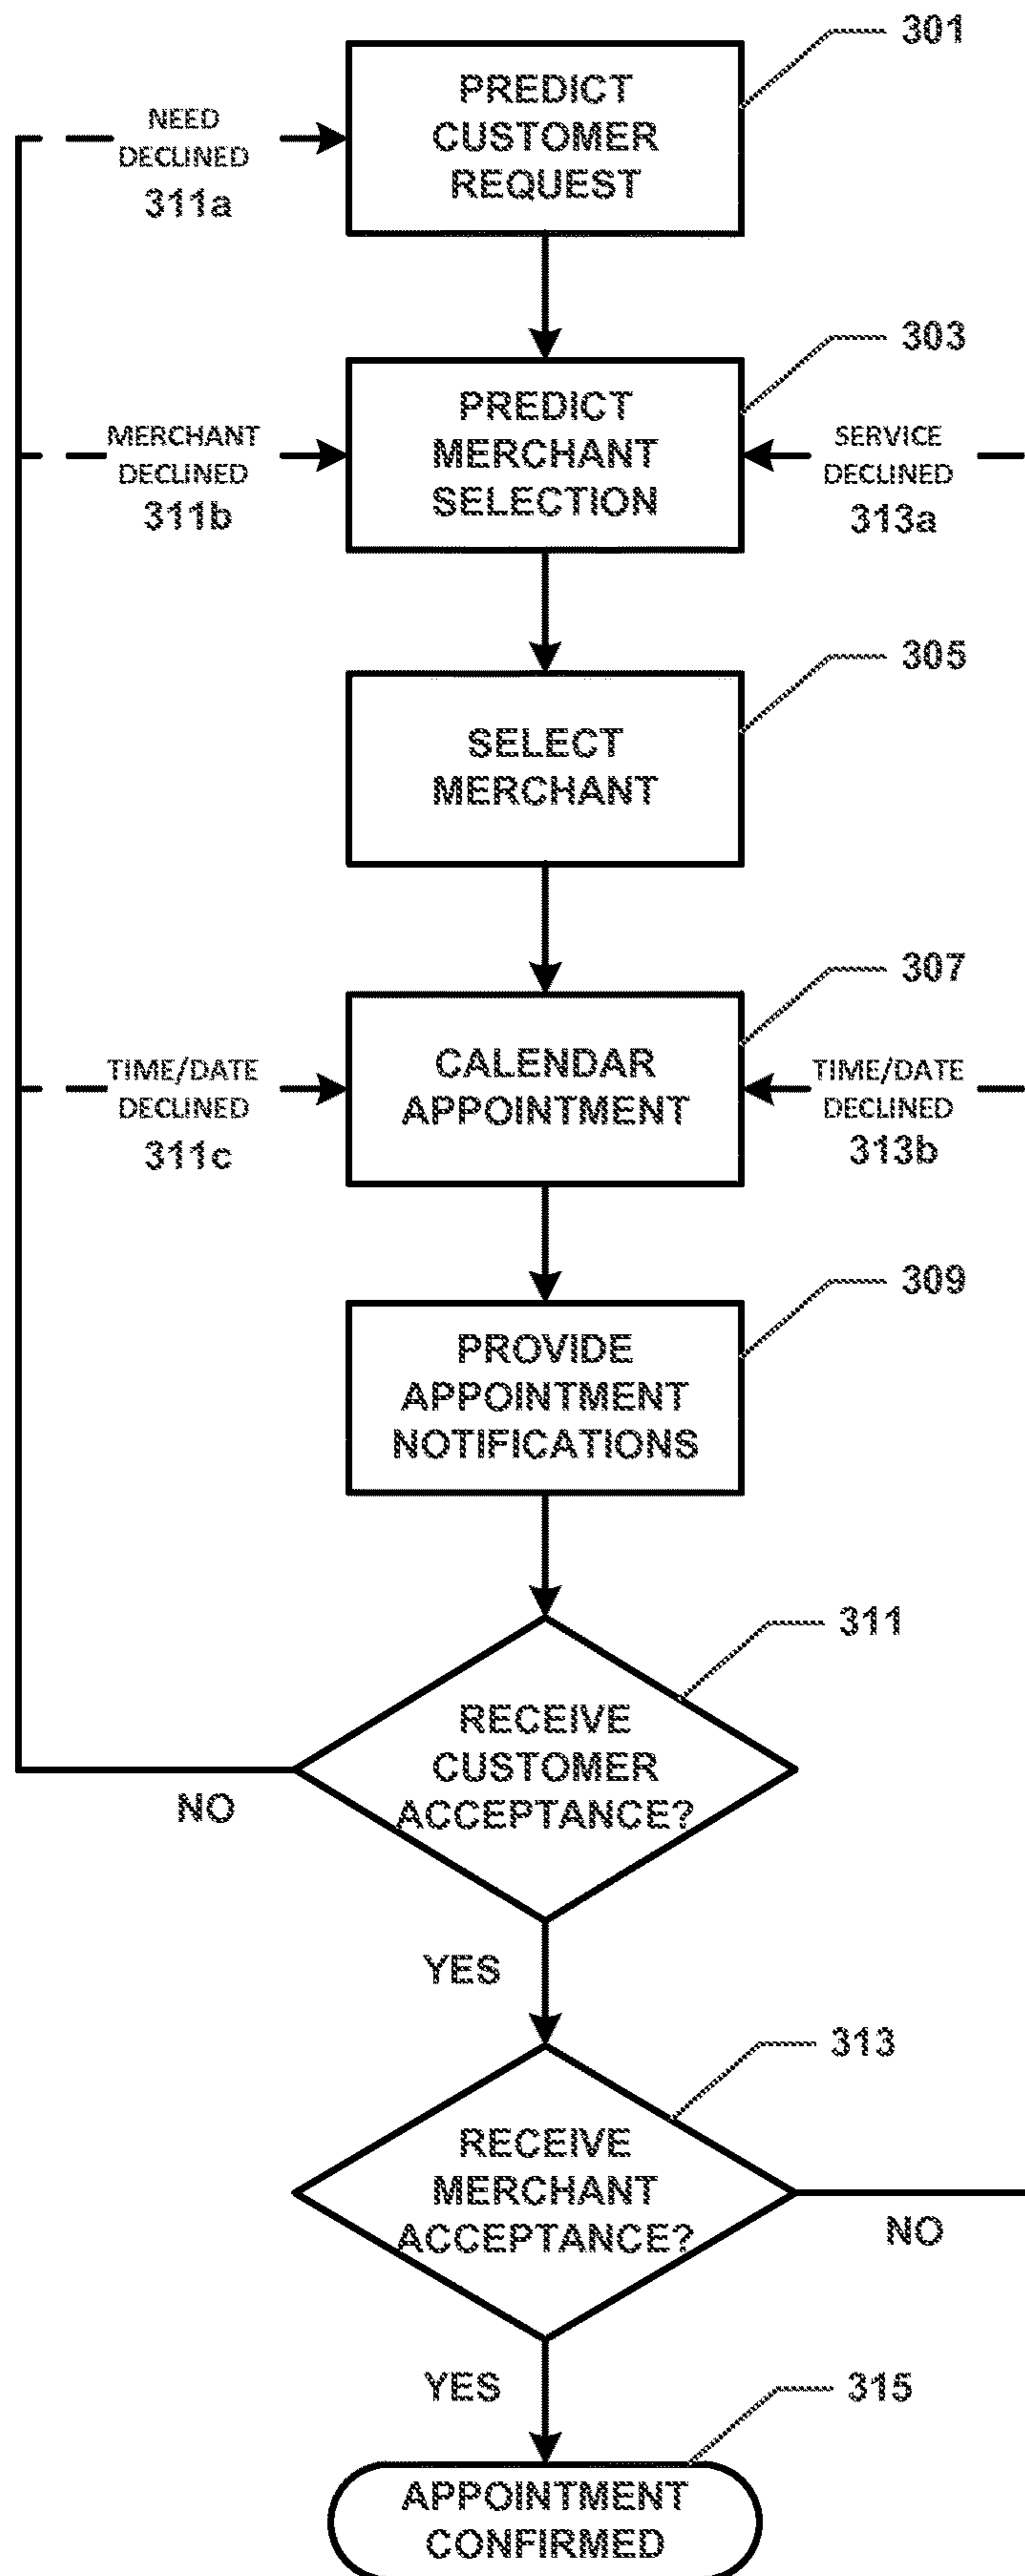 301
PREDICT
CUSTOMER
REQUEST
NEED
DECLINED
311a
303
PREDICT
MERCHANT
SELECTION
MERCHANT
DECLINED
311b
SERVICE
DECLINED
313a
305
SELECT
MERCHANT
307
CALENDAR
APPOINTMENT
TIME/DATE
DECLINED
311c
TIME/DATE
DECLINED
313b
309
PROVIDE
APPOINTMENT
NOTIFICATIONS
311
RECEIVE
CUSTOMER
ACCEPTANCE?
NO
YES
313
RECEIVE
MERCHANT
ACCEPTANCE?
NO
YES
315
APPOINTMENT
CONFIRMED